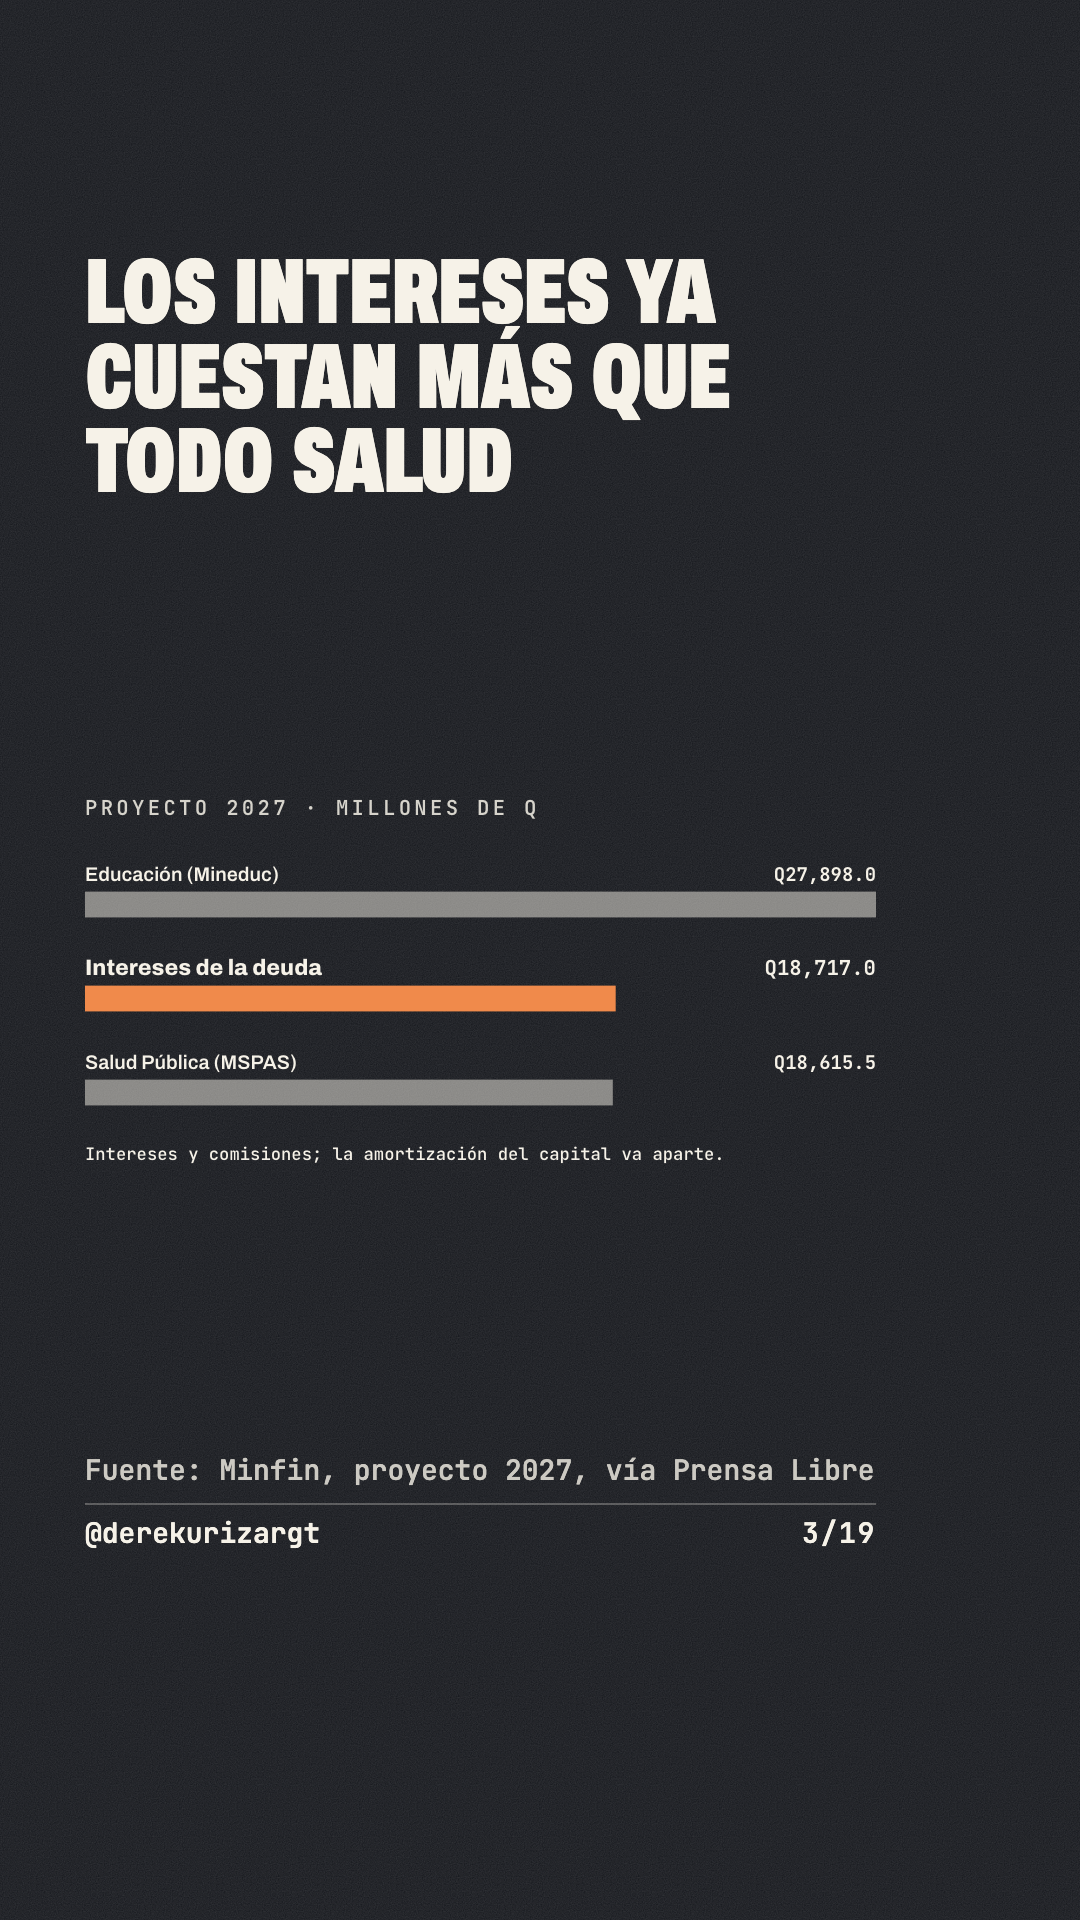 LOS INTERESES YA
CUESTAN MÁS QUE
TODO SALUD
PROYECTO 2027 · MILLONES DE Q
Educación (Mineduc) Q27,898.0
Intereses de la deuda Q18,717.0
Salud Pública (MSPAS) Q18,615.5
Intereses y comisiones; la amortización del capital va aparte.
Fuente: Minfin, proyecto 2027, vía Prensa Libre
@derekurizargt 3/19